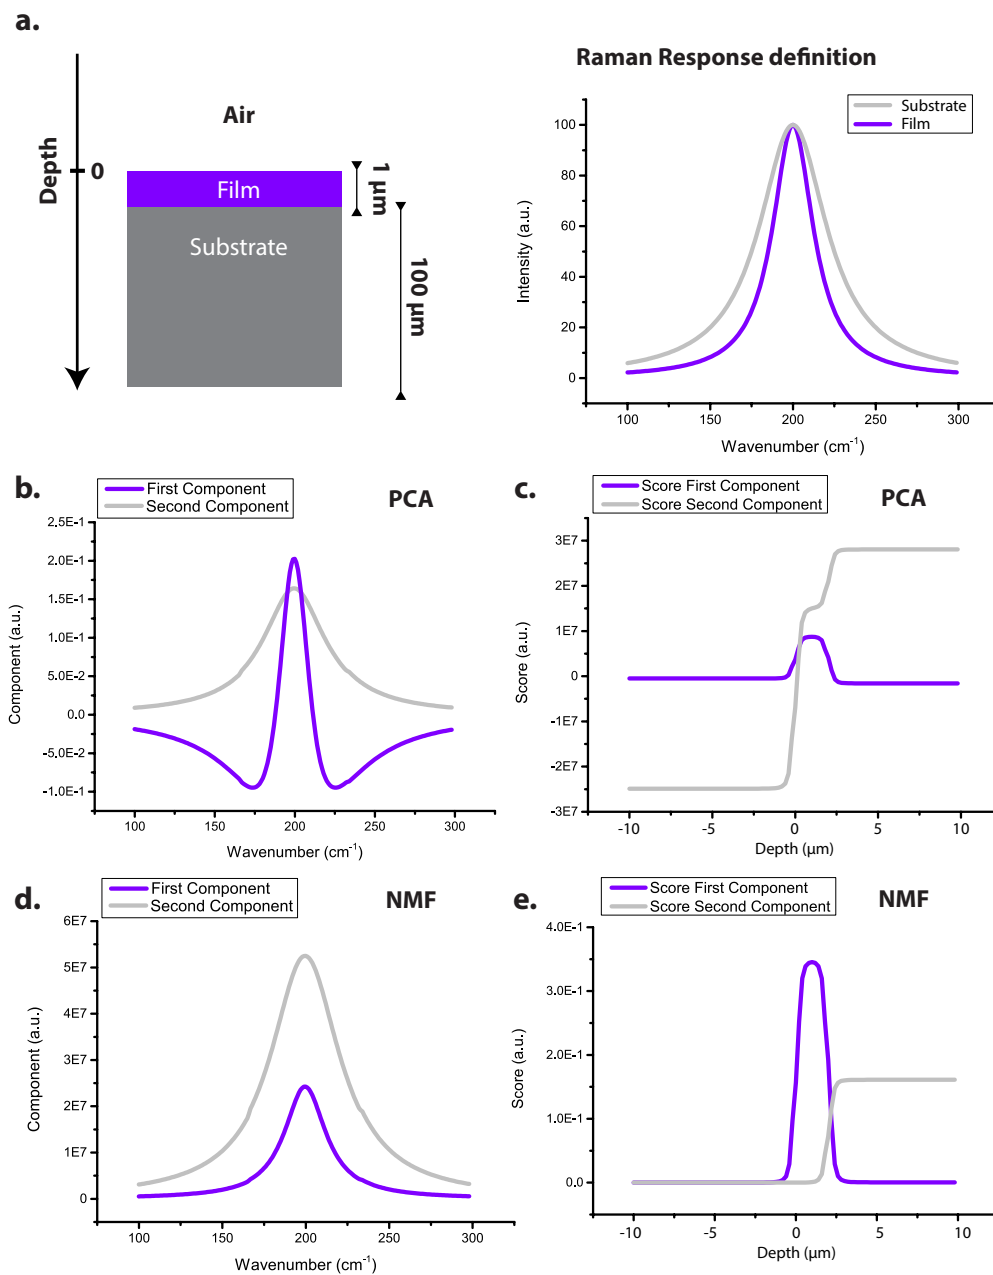 a.
Depth
0
Air
Film
Substrate
1 μm
100 μm
Raman Response definition
Substrate
Film
Intensity (a.u.)
100
80
60
40
20
0
100
150
200
250
300
Wavenumber (cm⁻¹)
b.
First Component
Second Component
PCA
Component (a.u.)
2.5E-1
2.0E-1
1.5E-1
1.0E-1
5.0E-2
0.0
-5.0E-2
-1.0E-1
100
150
200
250
300
Wavenumber (cm⁻¹)
c.
Score First Component
Score Second Component
PCA
Score (a.u.)
3E7
2E7
1E7
0
-1E7
-2E7
-3E7
-10
-5
0
5
10
Depth (μm)
d.
First Component
Second Component
NMF
Component (a.u.)
6E7
5E7
4E7
3E7
2E7
1E7
0
100
150
200
250
300
Wavenumber (cm⁻¹)
e.
Score First Component
Score Second Component
NMF
Score (a.u.)
4.0E-1
3.0E-1
2.0E-1
1.0E-1
0.0
-10
-5
0
5
10
Depth (μm)